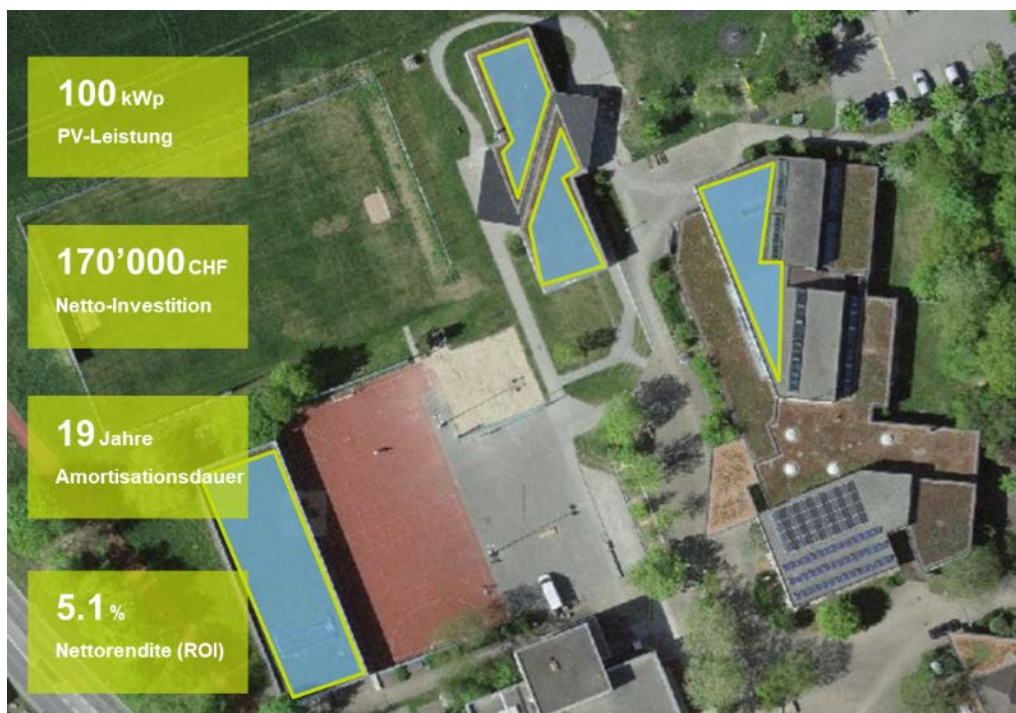 100 kWp
PV-Leistung
170’000 CHF
Netto-Investition
19 Jahre
Amortisationsdauer
5.1 %
Nettorendite (ROI)